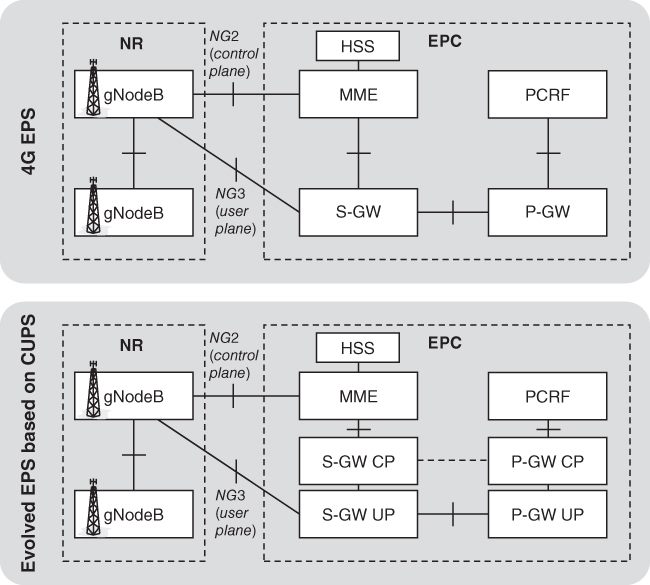 4G EPS
NR
NG2
(control
plane)
EPC
HSS
gNodeB
MME
PCRF
NG3
(user
plane)
gNodeB
S-GW
P-GW
Evolved EPS based on CUPS
NR
NG2
(control
plane)
EPC
HSS
gNodeB
MME
PCRF
S-GW CP
P-GW CP
NG3
(user
plane)
gNodeB
S-GW UP
P-GW UP